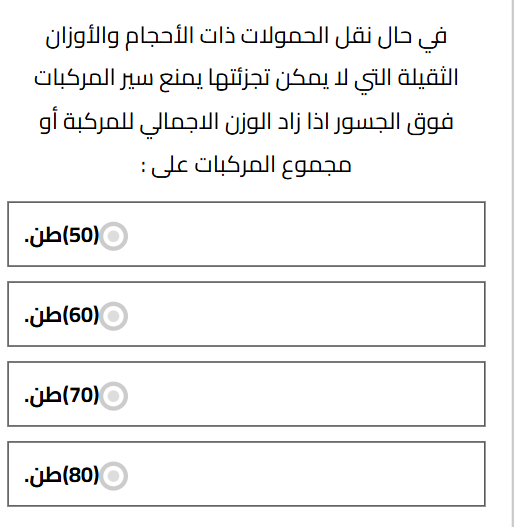 في حال نقل الحمولات ذات الأحجام والأوزان
الثقيلة التي لا يمكن تجزئتها يمنع سير المركبات
فوق الجسور اذا زاد الوزن الاجمالي للمركبة أو
مجموع المركبات على :
(50)طن.
(60)طن.
(70)طن.
(80)طن.